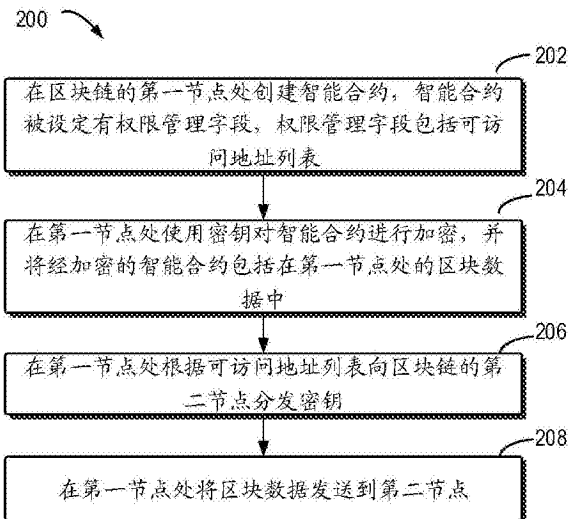 200
202
在区块链的第一节点处创建智能合约，智能合约
被设定有权限管理字段，权限管理字段包括可访
问地址列表
204
在第一节点处使用密钥对智能合约进行加密，并
将经加密的智能合约包括在第一节点处的区块数
据中
206
在第一节点处根据可访问地址列表向区块链的第
二节点分发密钥
208
在第一节点处将区块数据发送到第二节点